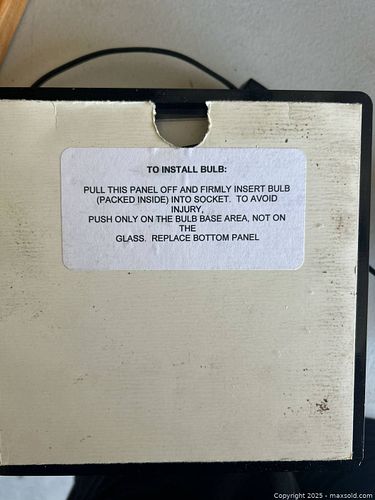 TO INSTALL BULB:
PULL THIS PANEL OFF AND FIRMLY INSERT BULB
(PACKED INSIDE) INTO SOCKET. TO AVOID
INJURY,
PUSH ONLY ON THE BULB BASE AREA, NOT ON
THE
GLASS. REPLACE BOTTOM PANEL
Copyright 2025 - maxsold.com